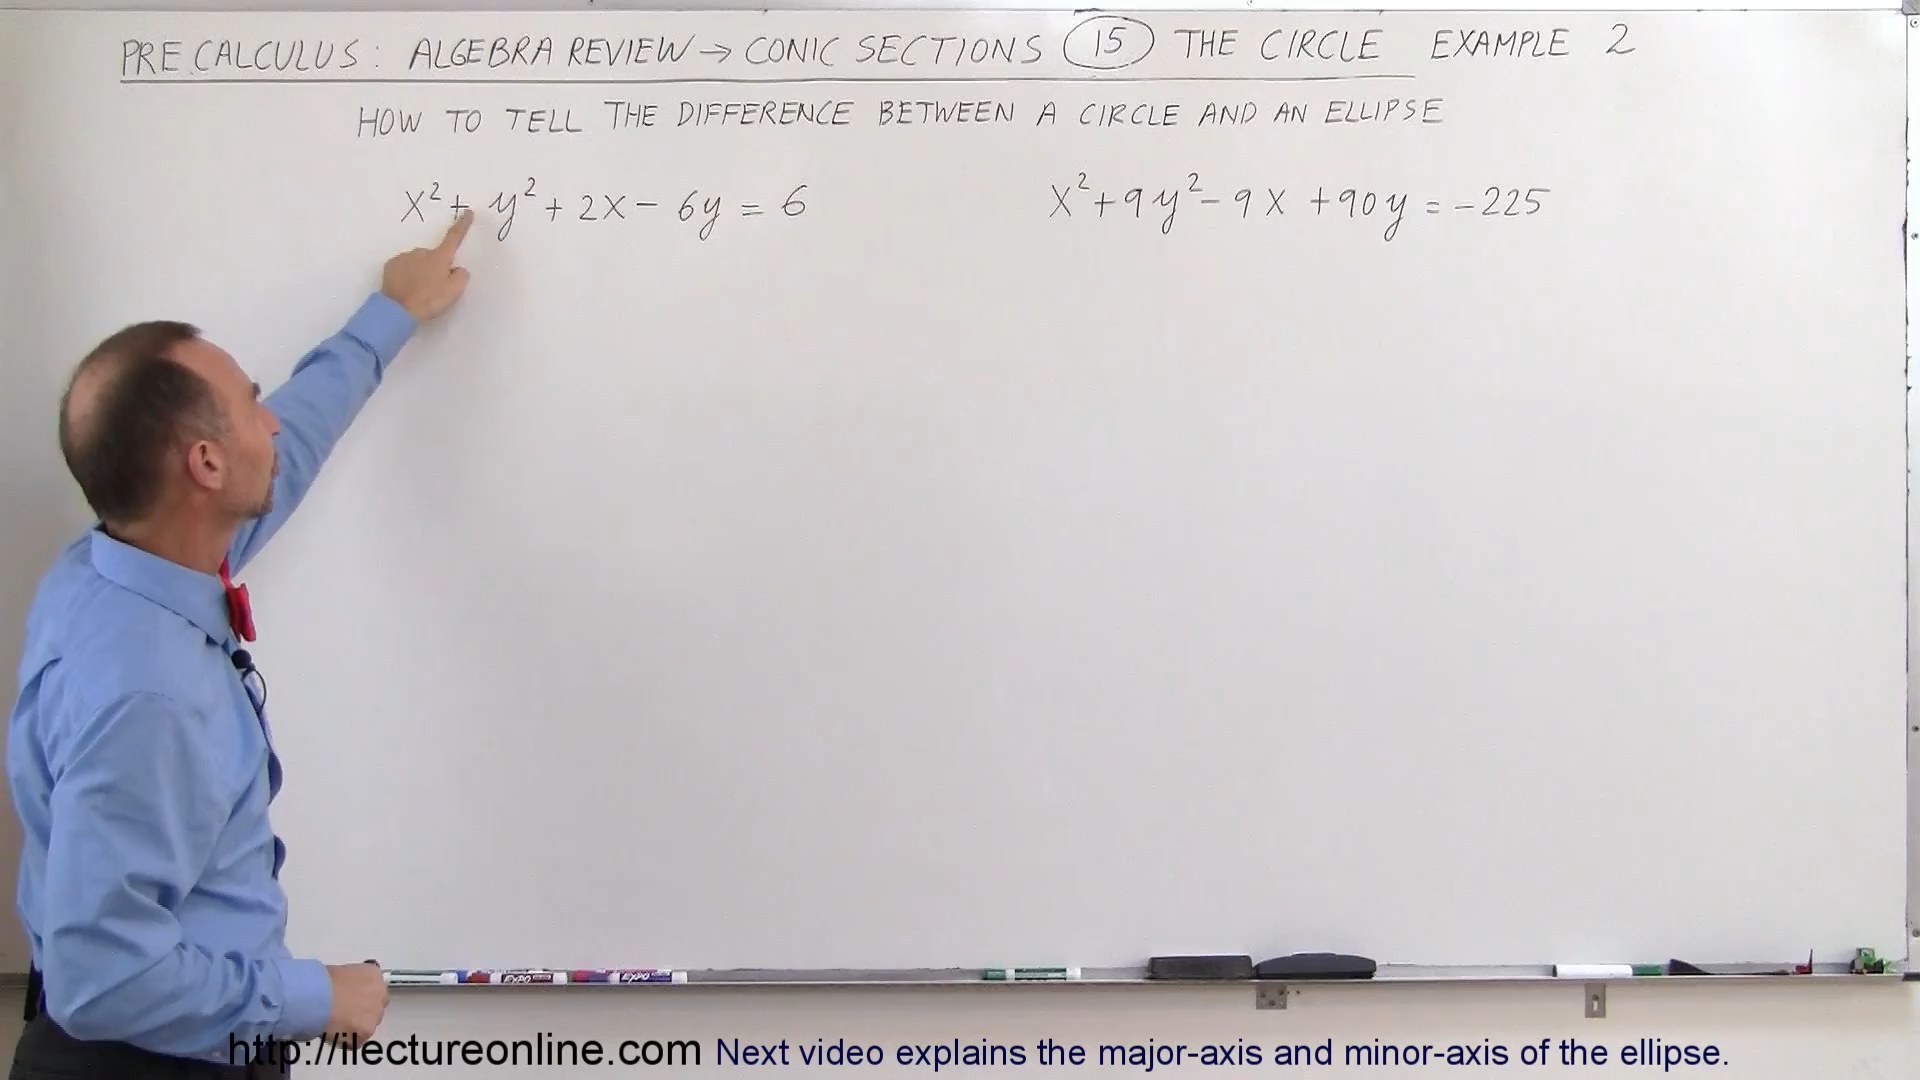 PRE CALCULUS: ALGEBRA REVIEW → CONIC SECTIONS 15 THE CIRCLE EXAMPLE 2
HOW TO TELL THE DIFFERENCE BETWEEN A CIRCLE AND AN ELLIPSE
x² + y² + 2x − 6y = 6
x² + 9y² − 9x + 90y = −225
EXPO
EXPO
http://ilectureonline.com Next video explains the major-axis and minor-axis of the ellipse.